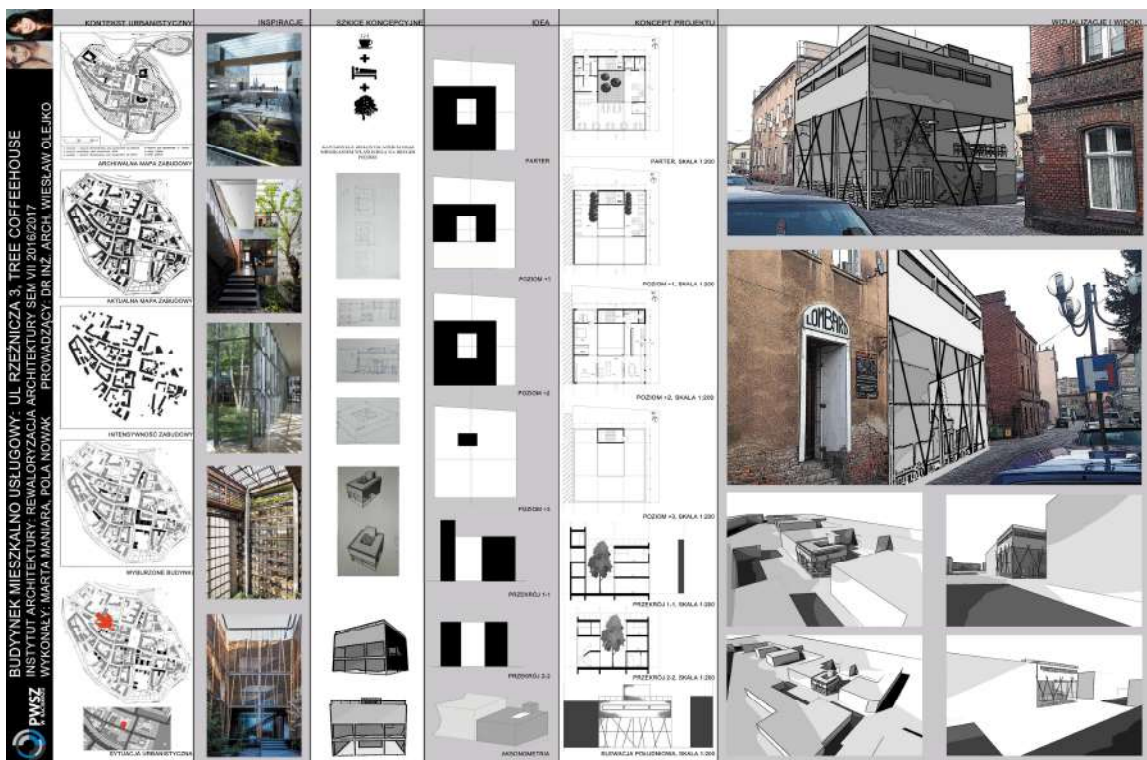 BUDYYNEK MIESZKALNO USŁUGOWY: UL RZEŹNICZA 3, TREE COFFEEHOUSE
INSTYTUT ARCHITEKTURY: REWALORYZACJA ARCHITEKTURY SEM VII 2016/2017
WYKONAŁY: MARTA MANIARA, POLA NOWAK PROWADZĄCY: DR INŻ. ARCH. WIESŁAW OLEJKO
PWSZ
KONTEKST URBANISTYCZNY
ARCHIWALNA MAPA ZABUDOWY
AKTUALNA MAPA ZABUDOWY
INTENSYWNOŚĆ ZABUDOWY
WYBURZONE BUDYNKI
SYTUACJA URBANISTYCZNA
INSPIRACJE
SZKICE KONCEPCYJNE
IDEA
PARTER
POZIOM +1
POZIOM +2
POZIOM +3
PRZEKRÓJ 1-1
PRZEKRÓJ 2-2
AKSONOMETRIA
KONCEPT PROJEKTU
PARTER, SKALA 1:200
POZIOM +1, SKALA 1:200
POZIOM +2, SKALA 1:200
POZIOM +3, SKALA 1:200
PRZEKRÓJ 1-1, SKALA 1:200
PRZEKRÓJ 2-2, SKALA 1:200
ELEWACJA POŁUDNIOWA, SKALA 1:200
WIZUALIZACJE I WIDOKI
LOMBARD